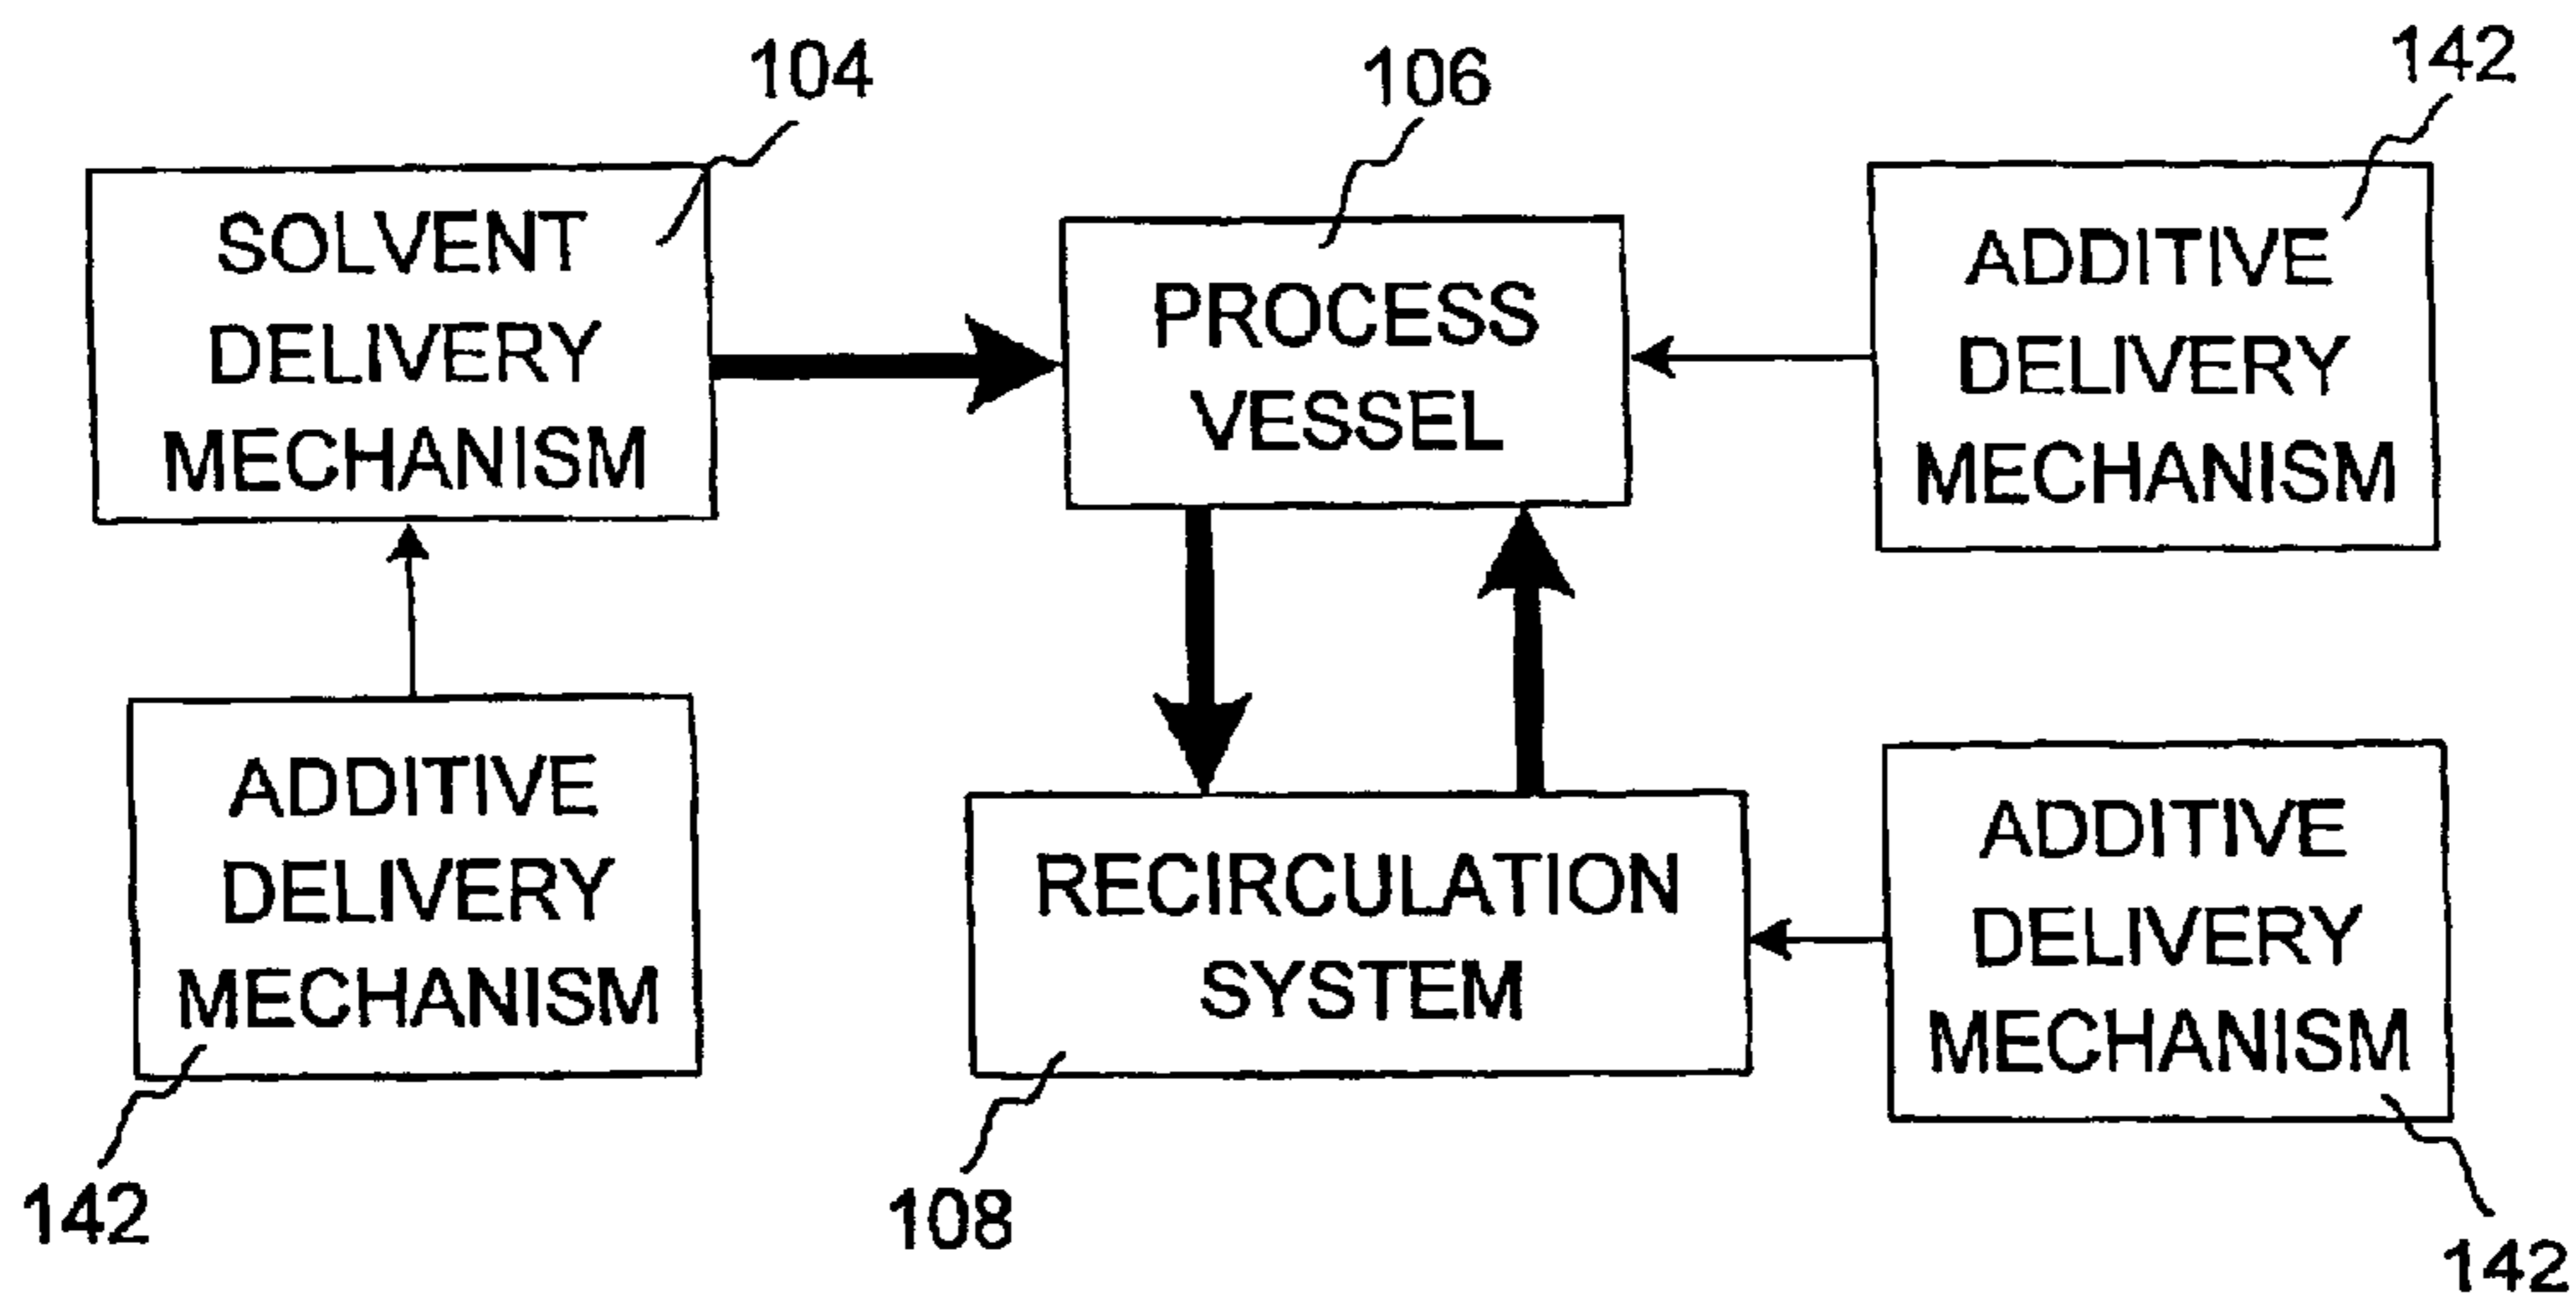 104
106
142
SOLVENT
DELIVERY
MECHANISM
PROCESS
VESSEL
ADDITIVE
DELIVERY
MECHANISM
ADDITIVE
DELIVERY
MECHANISM
RECIRCULATION
SYSTEM
ADDITIVE
DELIVERY
MECHANISM
142
108
142